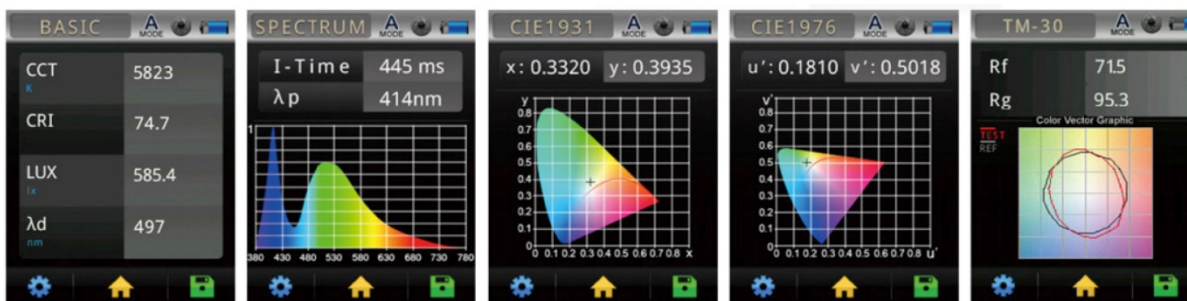 BASIC
A
MODE
CCT
K
5823
CRI
74.7
LUX
lx
585.4
λd
nm
497
SPECTRUM
A
MODE
I-Time 445 ms
λp 414nm
1
380 430 480 530 580 630 680 730 780
CIE1931
A
MODE
x: 0.3320 y: 0.3935
y
0.8
0.7
0.6
0.5
0.4
0.3
0.2
0.1
0 0.1 0.2 0.3 0.4 0.5 0.6 0.7 x
CIE1976
A
MODE
u': 0.1810 v': 0.5018
v'
0.8
0.7
0.6
0.5
0.4
0.3
0.2
0.1
0 0.1 0.2 0.3 0.4 0.5 0.6 0.7 0.8 u'
TM-30
A
MODE
Rf 71.5
Rg 95.3
Color Vector Graphic
TEST
REF